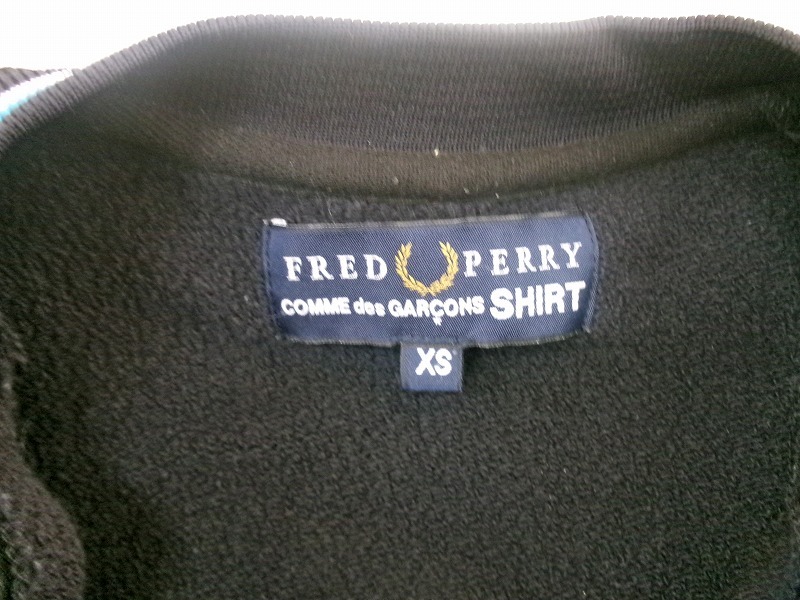 FRED PERRY
COMME des GARÇONS SHIRT
XS